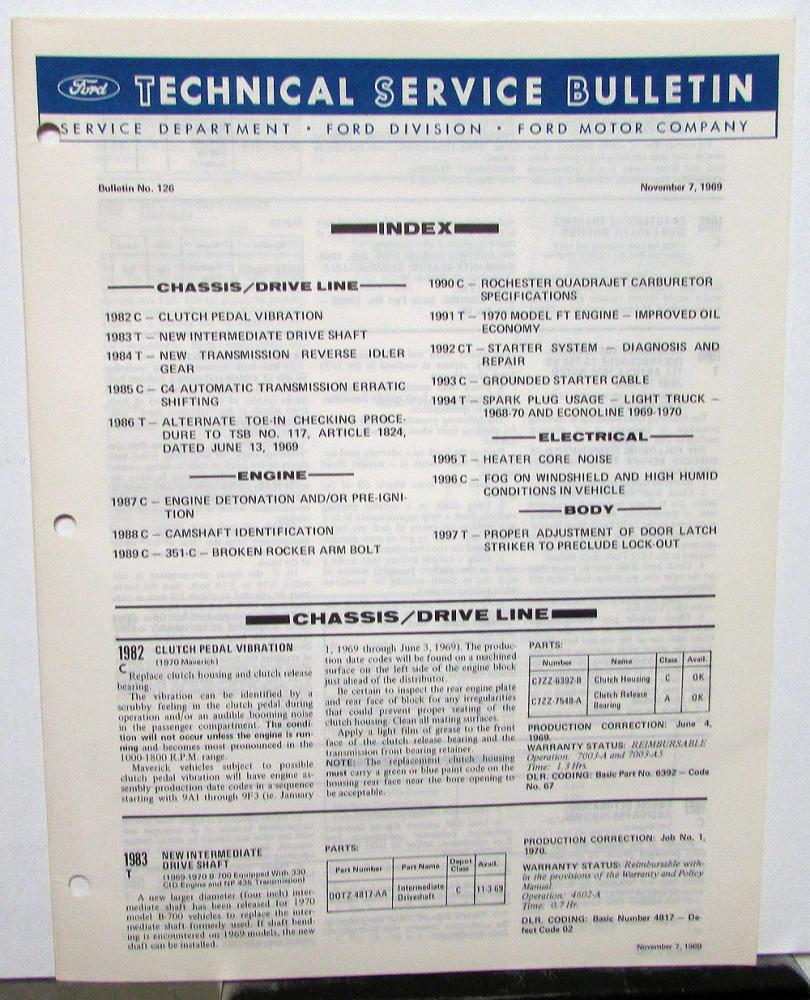 Ford TECHNICAL SERVICE BULLETIN
SERVICE DEPARTMENT • FORD DIVISION • FORD MOTOR COMPANY
Bulletin No. 126
November 7, 1969
INDEX
CHASSIS/DRIVE LINE
1982 C – CLUTCH PEDAL VIBRATION
1983 T – NEW INTERMEDIATE DRIVE SHAFT
1984 T – NEW TRANSMISSION REVERSE IDLER
GEAR
1985 C – C4 AUTOMATIC TRANSMISSION ERRATIC
SHIFTING
1986 T – ALTERNATE TOE-IN CHECKING PROCE-
DURE TO TSB NO. 117, ARTICLE 1824,
DATED JUNE 13, 1969
ENGINE
1987 C – ENGINE DETONATION AND/OR PRE-IGNI-
TION
1988 C – CAMSHAFT IDENTIFICATION
1989 C – 351-C – BROKEN ROCKER ARM BOLT
1990 C – ROCHESTER QUADRAJET CARBURETOR
SPECIFICATIONS
1991 T – 1970 MODEL FT ENGINE – IMPROVED OIL
ECONOMY
1992 CT – STARTER SYSTEM – DIAGNOSIS AND
REPAIR
1993 C – GROUNDED STARTER CABLE
1994 T – SPARK PLUG USAGE – LIGHT TRUCK –
1968-70 AND ECONOLINE 1969-1970
ELECTRICAL
1995 T – HEATER CORE NOISE
1996 C – FOG ON WINDSHIELD AND HIGH HUMID
CONDITIONS IN VEHICLE
BODY
1997 T – PROPER ADJUSTMENT OF DOOR LATCH
STRIKER TO PRECLUDE LOCK-OUT
CHASSIS/DRIVE LINE
1982 CLUTCH PEDAL VIBRATION
C (1970 Maverick)
Replace clutch housing and clutch release
bearing.
The vibration can be identified by a
scrubby feeling in the clutch pedal during
operation and/or an audible booming noise
in the passenger compartment. The condi-
tion will not occur unless the engine is run-
ning and becomes most pronounced in the
1000-1800 R.P.M. range.
Maverick vehicles subject to possible
clutch pedal vibration will have engine as-
sembly production date codes in a sequence
starting with 9A1 through 9F3 (ie. January
1, 1969 through June 3, 1969). The produc-
tion date codes will be found on a machined
surface on the left side of the engine block
just ahead of the distributor.
Be certain to inspect the rear engine plate
and rear face of block for any irregularities
that could prevent proper seating of the
clutch housing. Clean all mating surfaces.
Apply a light film of grease to the front
face of the clutch release bearing and the
transmission front bearing retainer.
NOTE: The replacement clutch housing
must carry a green or blue paint code on the
housing rear face near the bore opening to
be acceptable.
PARTS:
Number Name Class Avail.
C7ZZ-6392-B Clutch Housing C OK
C7ZZ-7548-A Clutch Release Bearing A OK
PRODUCTION CORRECTION: June 4,
1969.
WARRANTY STATUS: REIMBURSABLE
Operation: 7003-A and 7003-A5
Time: 1.3 Hrs.
DLR. CODING: Basic Part No. 6392 – Code
No. 67
1983 NEW INTERMEDIATE
T DRIVE SHAFT
(1969-1970 B-700 Equipped With 330
CID Engine and NP 435 Transmission)
A new larger diameter (four inch) inter-
mediate shaft has been released for 1970
model B-700 vehicles to replace the inter-
mediate shaft formerly used. If shaft bend-
ing is encountered on 1969 models, the new
shaft can be installed.
PARTS:
Part Number Part Name Depot Class Avail.
DOTZ 4817-AA Intermediate Driveshaft C 11-3-69
PRODUCTION CORRECTION: Job No. 1,
1970.
WARRANTY STATUS: Reimbursable with-
in the provisions of the Warranty and Policy
Manual
Operation: 4602-A
Time: 0.7 Hr.
DLR. CODING: Basic Number 4817 – De-
fect Code 02
November 7, 1969